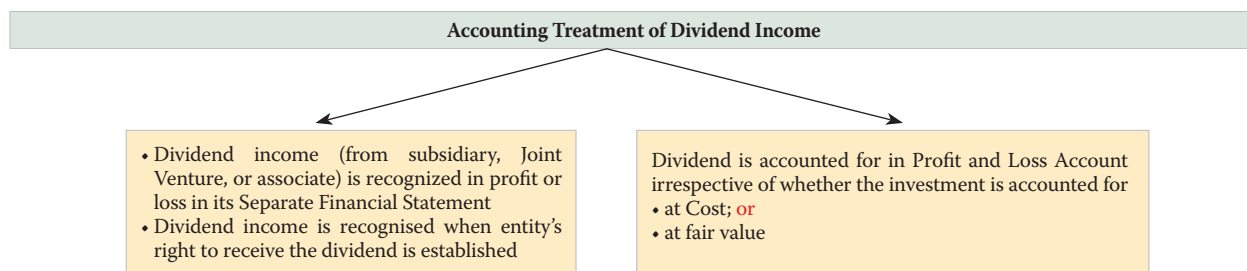 Accounting Treatment of Dividend Income
• Dividend income (from subsidiary, Joint
Venture, or associate) is recognized in profit or
loss in its Separate Financial Statement
• Dividend income is recognised when entity's
right to receive the dividend is established
Dividend is accounted for in Profit and Loss Account
irrespective of whether the investment is accounted for
• at Cost; or
• at fair value